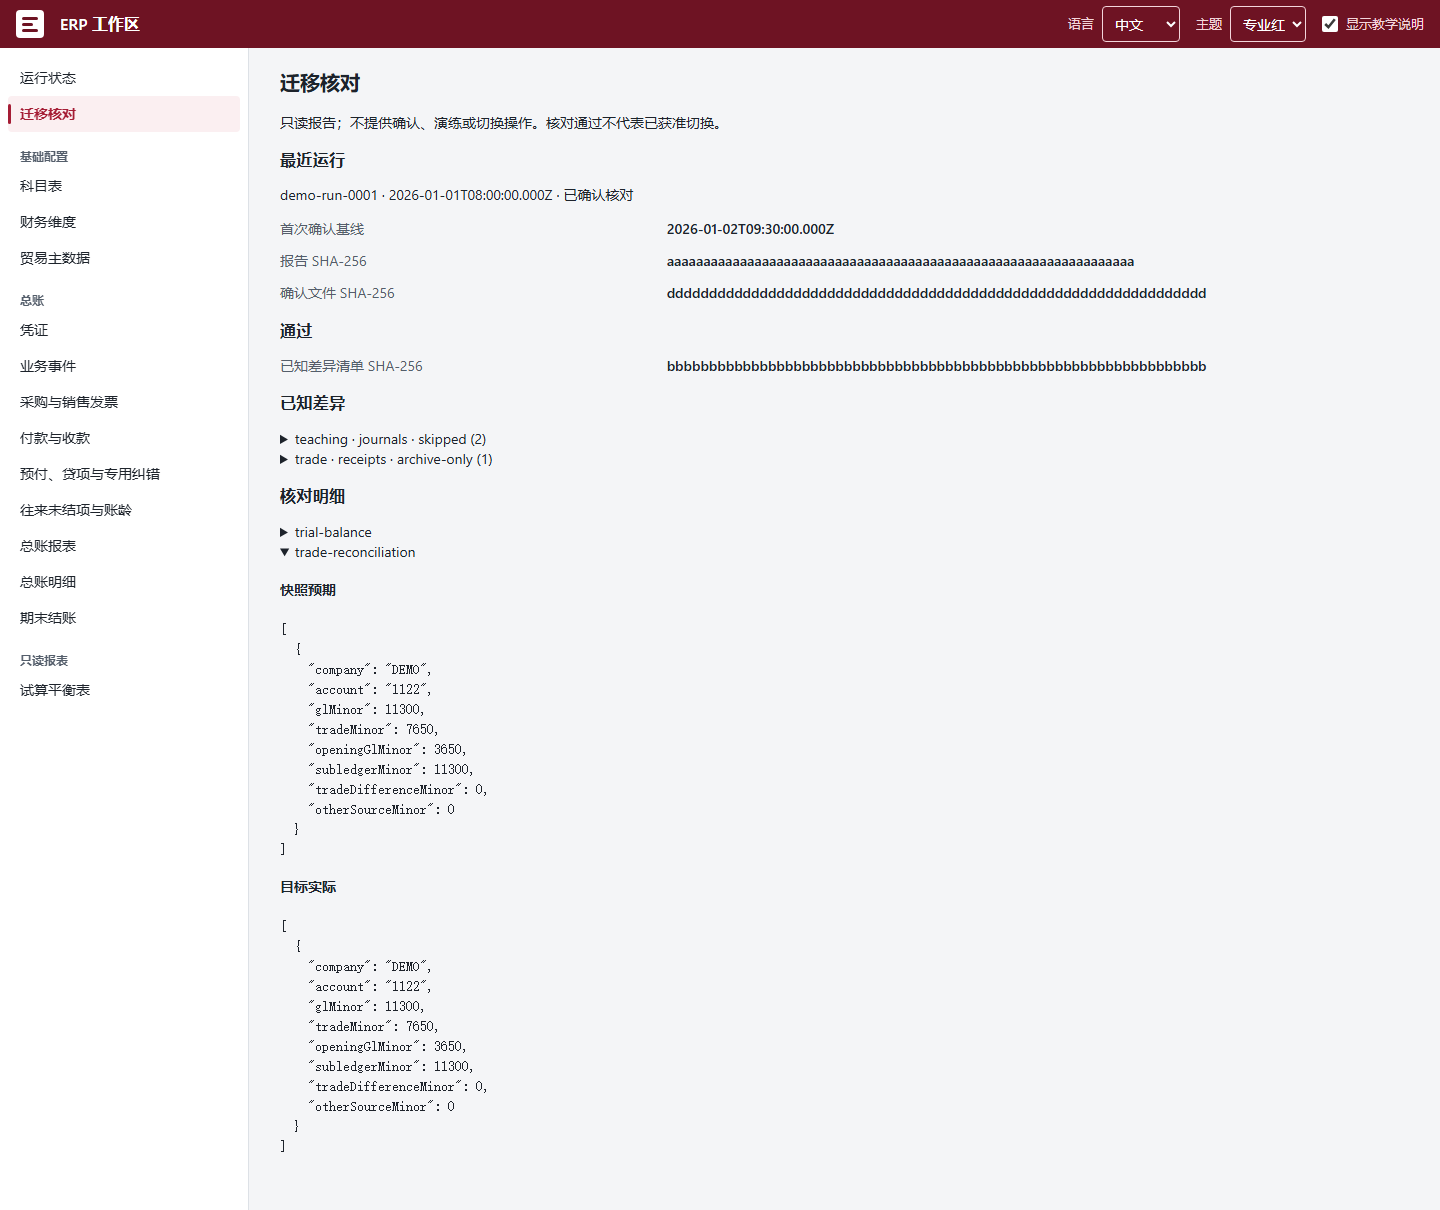 ERP 工作区
语言 中文 主题 专业红 显示教学说明
运行状态
迁移核对
基础配置
科目表
财务维度
贸易主数据
总账
凭证
业务事件
采购与销售发票
付款与收款
预付、贷项与专用纠错
往来未结项与账龄
总账报表
总账明细
期末结账
只读报表
试算平衡表
迁移核对
只读报告；不提供确认、演练或切换操作。核对通过不代表已获准切换。
最近运行
demo-run-0001 · 2026-01-01T08:00:00.000Z · 已确认核对
首次确认基线 2026-01-02T09:30:00.000Z
报告 SHA-256 aaaaaaaaaaaaaaaaaaaaaaaaaaaaaaaaaaaaaaaaaaaaaaaaaaaaaaaaaaaaaaaa
确认文件 SHA-256 dddddddddddddddddddddddddddddddddddddddddddddddddddddddddddddddd
通过
已知差异清单 SHA-256 bbbbbbbbbbbbbbbbbbbbbbbbbbbbbbbbbbbbbbbbbbbbbbbbbbbbbbbbbbbbbbbb
已知差异
teaching · journals · skipped (2)
trade · receipts · archive-only (1)
核对明细
trial-balance
trade-reconciliation
快照预期
[
{
"company": "DEMO",
"account": "1122",
"glMinor": 11300,
"tradeMinor": 7650,
"openingGlMinor": 3650,
"subledgerMinor": 11300,
"tradeDifferenceMinor": 0,
"otherSourceMinor": 0
}
]
目标实际
[
{
"company": "DEMO",
"account": "1122",
"glMinor": 11300,
"tradeMinor": 7650,
"openingGlMinor": 3650,
"subledgerMinor": 11300,
"tradeDifferenceMinor": 0,
"otherSourceMinor": 0
}
]